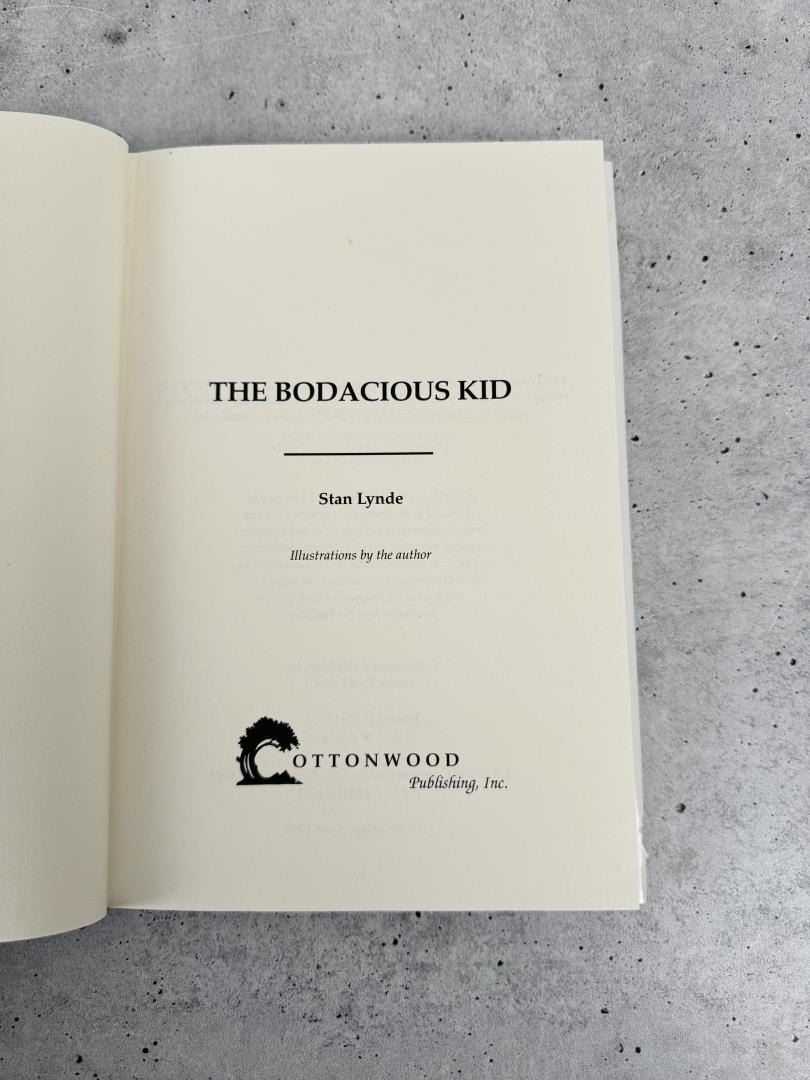 THE BODACIOUS KID
Stan Lynde
Illustrations by the author
COTTONWOOD
Publishing, Inc.